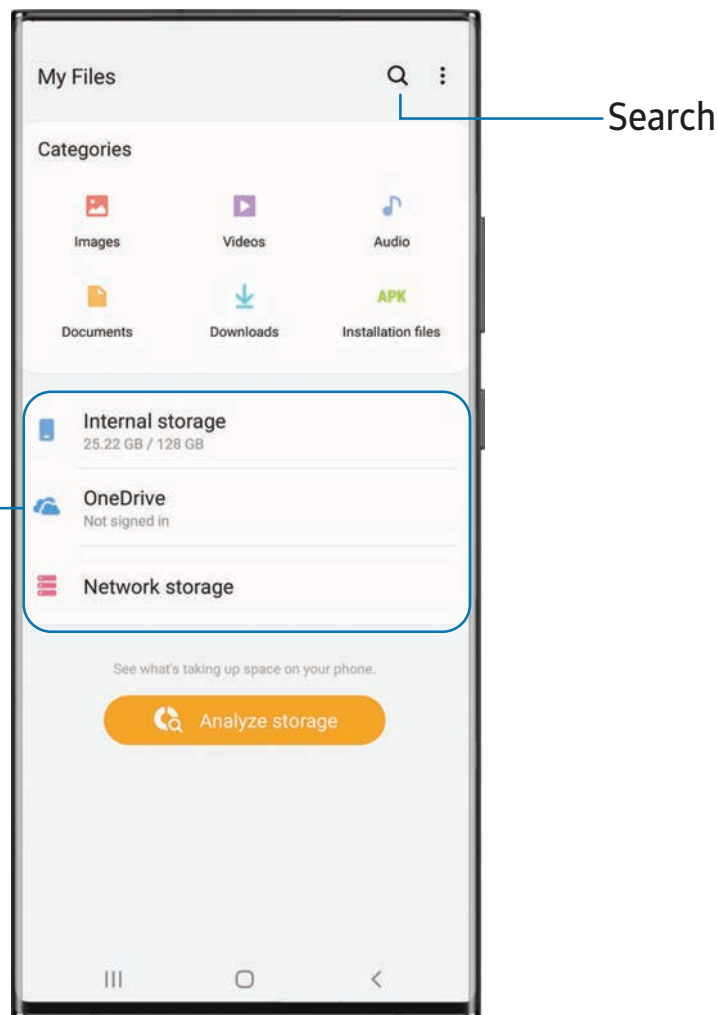 My Files
Search
Categories
Images Videos Audio
APK
Documents Downloads Installation files
Internal storage
25.22 GB / 128 GB
OneDrive
Not signed in
Network storage
See what's taking up space on your phone.
Analyze storage